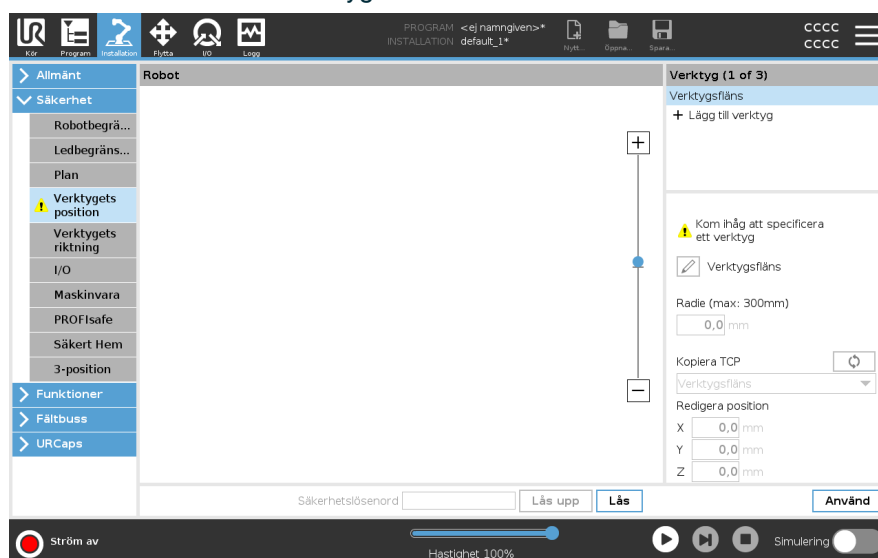 PROGRAM <ej namngiven>*
INSTALLATION default_1*
Kör Program Installation Flytta I/O Logg Nytt... Öppna... Spara...
cccc
cccc
Allmänt
Säkerhet
Robotbegrä...
Ledbegräns...
Plan
Verktygets
position
Verktygets
riktning
I/O
Maskinvara
PROFIsafe
Säkert Hem
3-position
Funktioner
Fältbuss
URCaps
Robot
Verktyg (1 of 3)
Verktygsfläns
+ Lägg till verktyg
Kom ihåg att specificera
ett verktyg
Verktygsfläns
Radie (max: 300mm)
0,0 mm
Kopiera TCP
Verktygsfläns
Redigera position
X 0,0 mm
Y 0,0 mm
Z 0,0 mm
Säkerhetslösenord Lås upp Lås Använd
Ström av
Hastighet 100%
Simulering